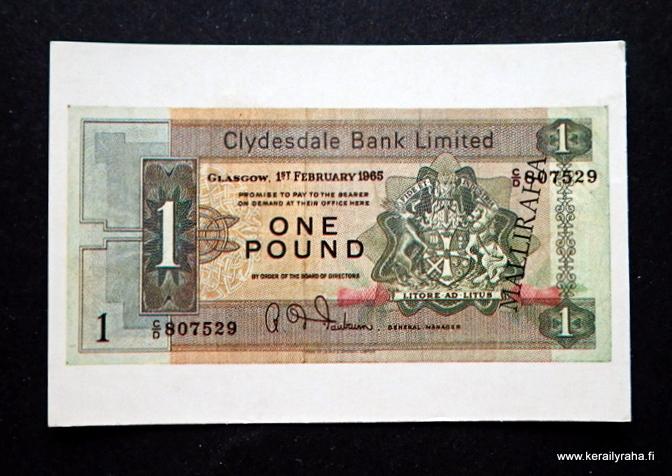 1
Clydesdale Bank Limited
GLASGOW, 1ST FEBRUARY 1965
C/D 807529
PROMISE TO PAY TO THE BEARER
ON DEMAND AT THEIR OFFICE HERE
1
ONE
POUND
MALLIRAHA
BY ORDER OF THE BOARD OF DIRECTORS
LITORE AD LITUS
1
C/D 807529
GENERAL MANAGER
1
www.kerailyraha.fi